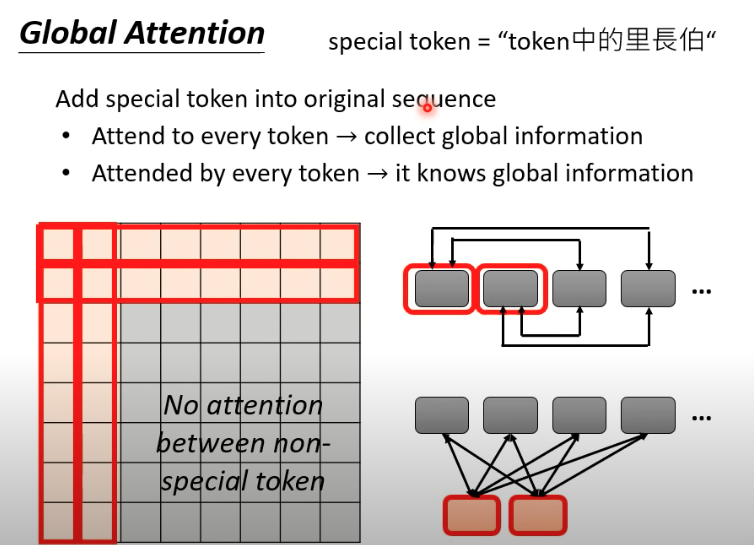 Global Attention
special token = “token中的里長伯“
Add special token into original sequence
• Attend to every token → collect global information
• Attended by every token → it knows global information
...
No attention
between non-
special token
...